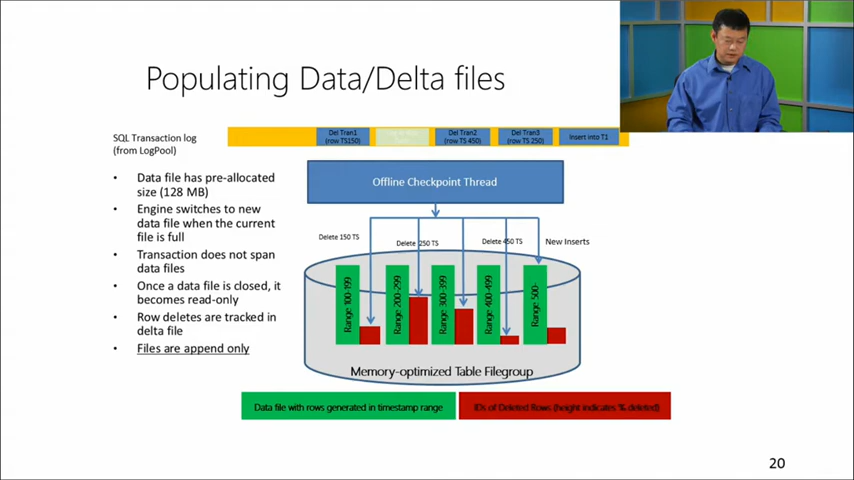 Populating Data/Delta files
SQL Transaction log
(from LogPool)
Del Tran1
(row TS150)
Del Tran2
(row TS 450)
Del Tran3
(row TS 250)
Insert into T1
• Data file has pre-allocated
size (128 MB)
• Engine switches to new
data file when the current
file is full
• Transaction does not span
data files
• Once a data file is closed, it
becomes read-only
• Row deletes are tracked in
delta file
• Files are append only
Offline Checkpoint Thread
Delete 150 TS
Delete 250 TS
Delete 450 TS
New Inserts
Range 100-199
Range 200-299
Range 300-399
Range 400-499
Range 500-
Memory-optimized Table Filegroup
Data file with rows generated in timestamp range
IDs of Deleted Rows (height indicates % deleted)
20